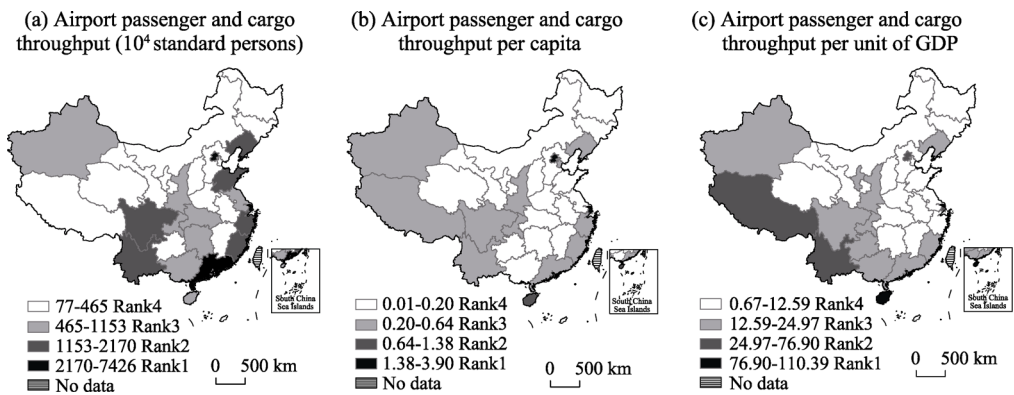 (a) Airport passenger and cargo
throughput (10⁴ standard persons)
South China
Sea Islands
77-465 Rank4
465-1153 Rank3
1153-2170 Rank2
2170-7426 Rank1
No data
0 500 km
(b) Airport passenger and cargo
throughput per capita
South China
Sea Islands
0.01-0.20 Rank4
0.20-0.64 Rank3
0.64-1.38 Rank2
1.38-3.90 Rank1
No data
0 500 km
(c) Airport passenger and cargo
throughput per unit of GDP
South China
Sea Islands
0.67-12.59 Rank4
12.59-24.97 Rank3
24.97-76.90 Rank2
76.90-110.39 Rank1
No data
0 500 km